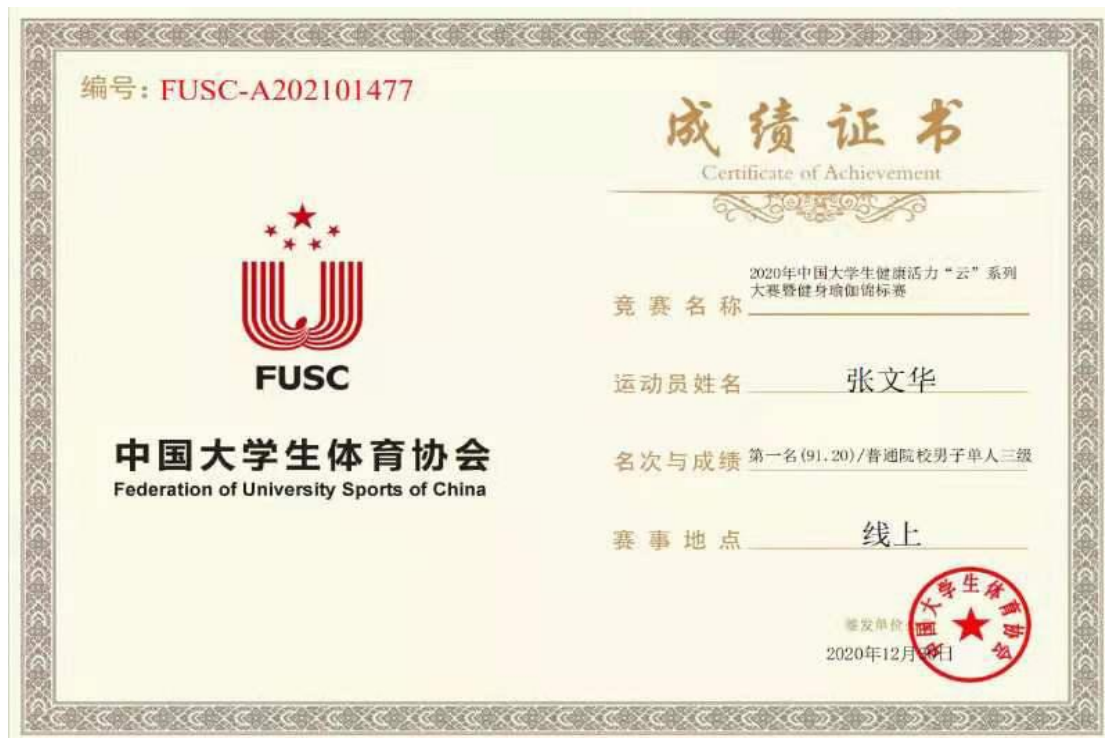 编号：FUSC-A202101477
成绩证书
Certificate of Achievement
FUSC
中国大学生体育协会
Federation of University Sports of China
竞赛名称
2020年中国大学生健康活力“云”系列
大赛暨健身瑜伽锦标赛
运动员姓名 张文华
名次与成绩 第一名(91.20)/普通院校男子单人三级
赛事地点 线上
签发单位
2020年12月 日
中国大学生体育协会